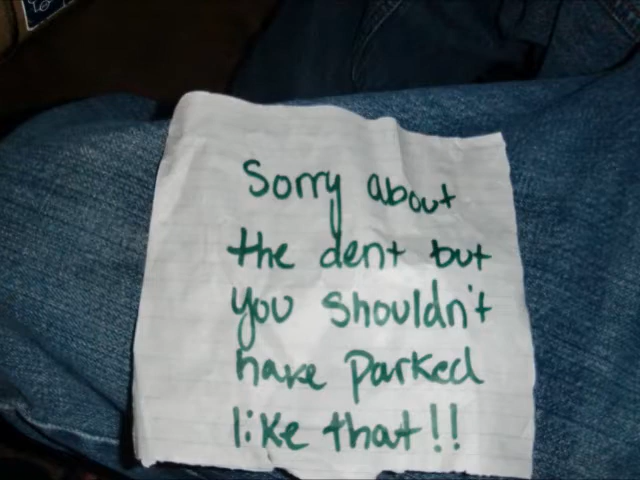 Sorry about
the dent but
you shouldn't
have parked
like that!!